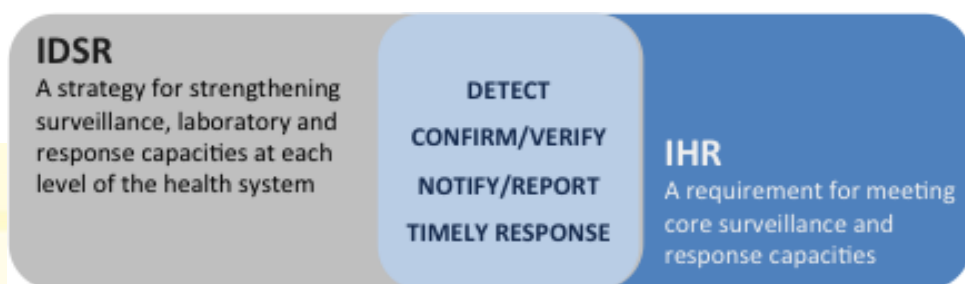 IDSR
A strategy for strengthening
surveillance, laboratory and
response capacities at each
level of the health system
DETECT
CONFIRM/VERIFY
NOTIFY/REPORT
TIMELY RESPONSE
IHR
A requirement for meeting
core surveillance and
response capacities